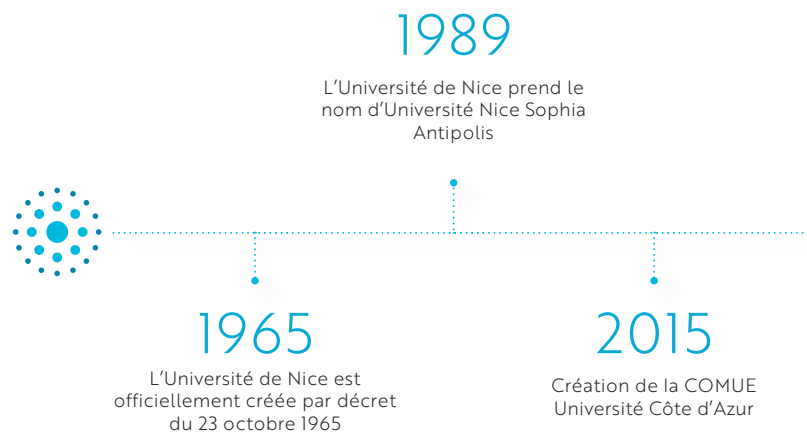 1989
L'Université de Nice prend le
nom d'Université Nice Sophia
Antipolis
1965
L'Université de Nice est
officiellement créée par décret
du 23 octobre 1965
2015
Création de la COMUE
Université Côte d'Azur